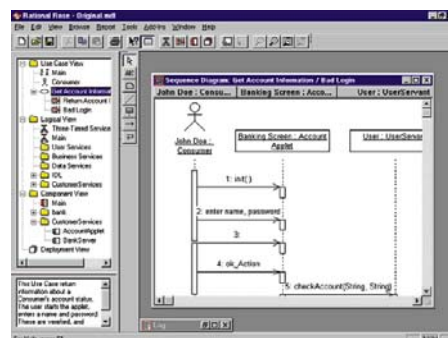 Rational Rose - Original.mdl
File Edit View Browse Report Tools Add-Ins Window Help
Use Case View
Main
Consumer
Get Account Informat
Return Account I
Bad Login
Logical View
Three-Tiered Service
Main
User Services
Business Services
Data Services
IDL
CustomerServices
Component View
Main
bank
CustomerServices
AccountApplet
BankServer
Deployment View
This Use Case return
information about a
Consumer's account status.
The user starts the applet,
enters a name and password.
These are verified, and
Sequence Diagram: Get Account Information / Bad Login
John Doe : Consu... Banking Screen : Acco... User : UserServant
John Doe :
Consumer
Banking Screen : Account
Applet
User : UserServan
1: init( )
2: enter name, password
3:
4: ok_Action
5: checkAccount(String, String)
Log